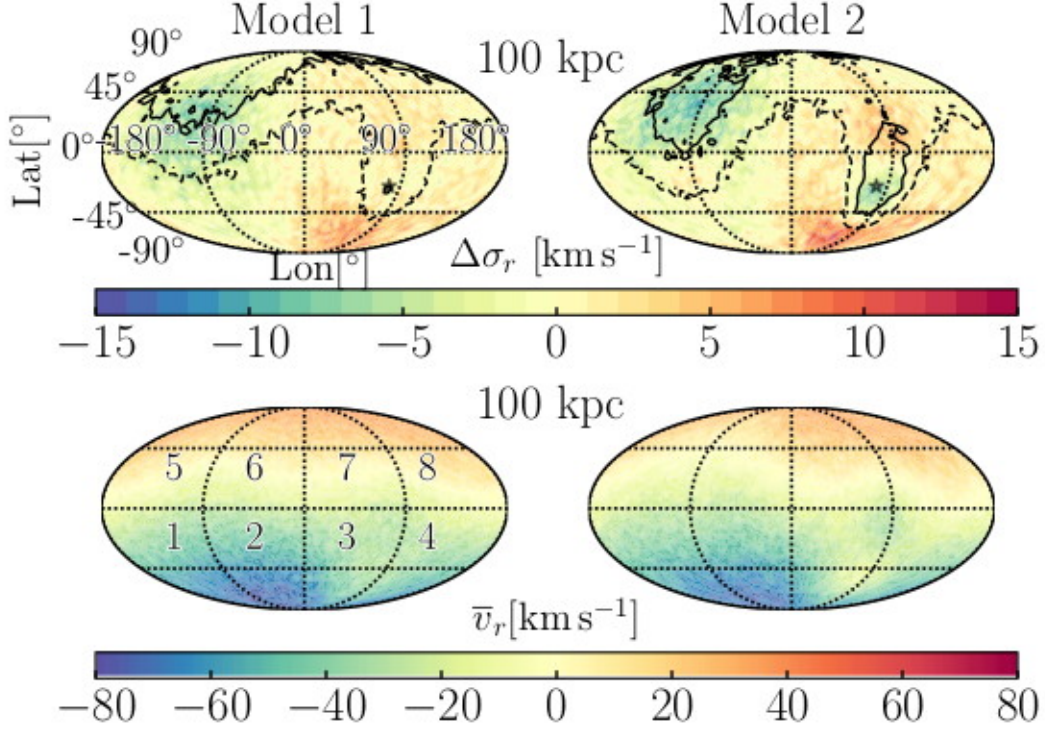 Model 1 Model 2
90° 100 kpc
45°
0° -180° -90° 0° 90° 180°
Lat[°]
-45°
-90°
Lon[°] Δσ_r [km s⁻¹]
−15 −10 −5 0 5 10 15
100 kpc
5 6 7 8
1 2 3 4
v̅_r[km s⁻¹]
−80 −60 −40 −20 0 20 40 60 80